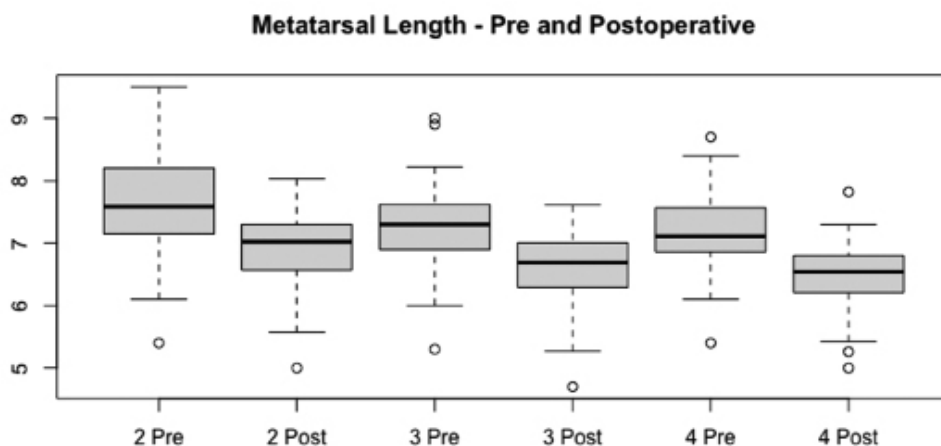 Metatarsal Length - Pre and Postoperative
9
8
7
6
5
2 Pre 2 Post 3 Pre 3 Post 4 Pre 4 Post